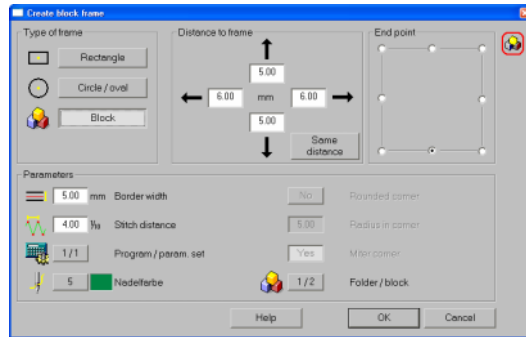 Create block frame
Type of frame
Rectangle
Circle / oval
Block
Distance to frame
5.00
6.00 mm 6.00
5.00
Same
distance
End point
Parameters
5.00 mm Border width
No Rounded corner
4.00 1/10 Stitch distance
5.00 Radius in corner
1/1 Program / param. set
Yes Miter corner
5 Nadelfarbe
1/2 Folder / block
Help OK Cancel